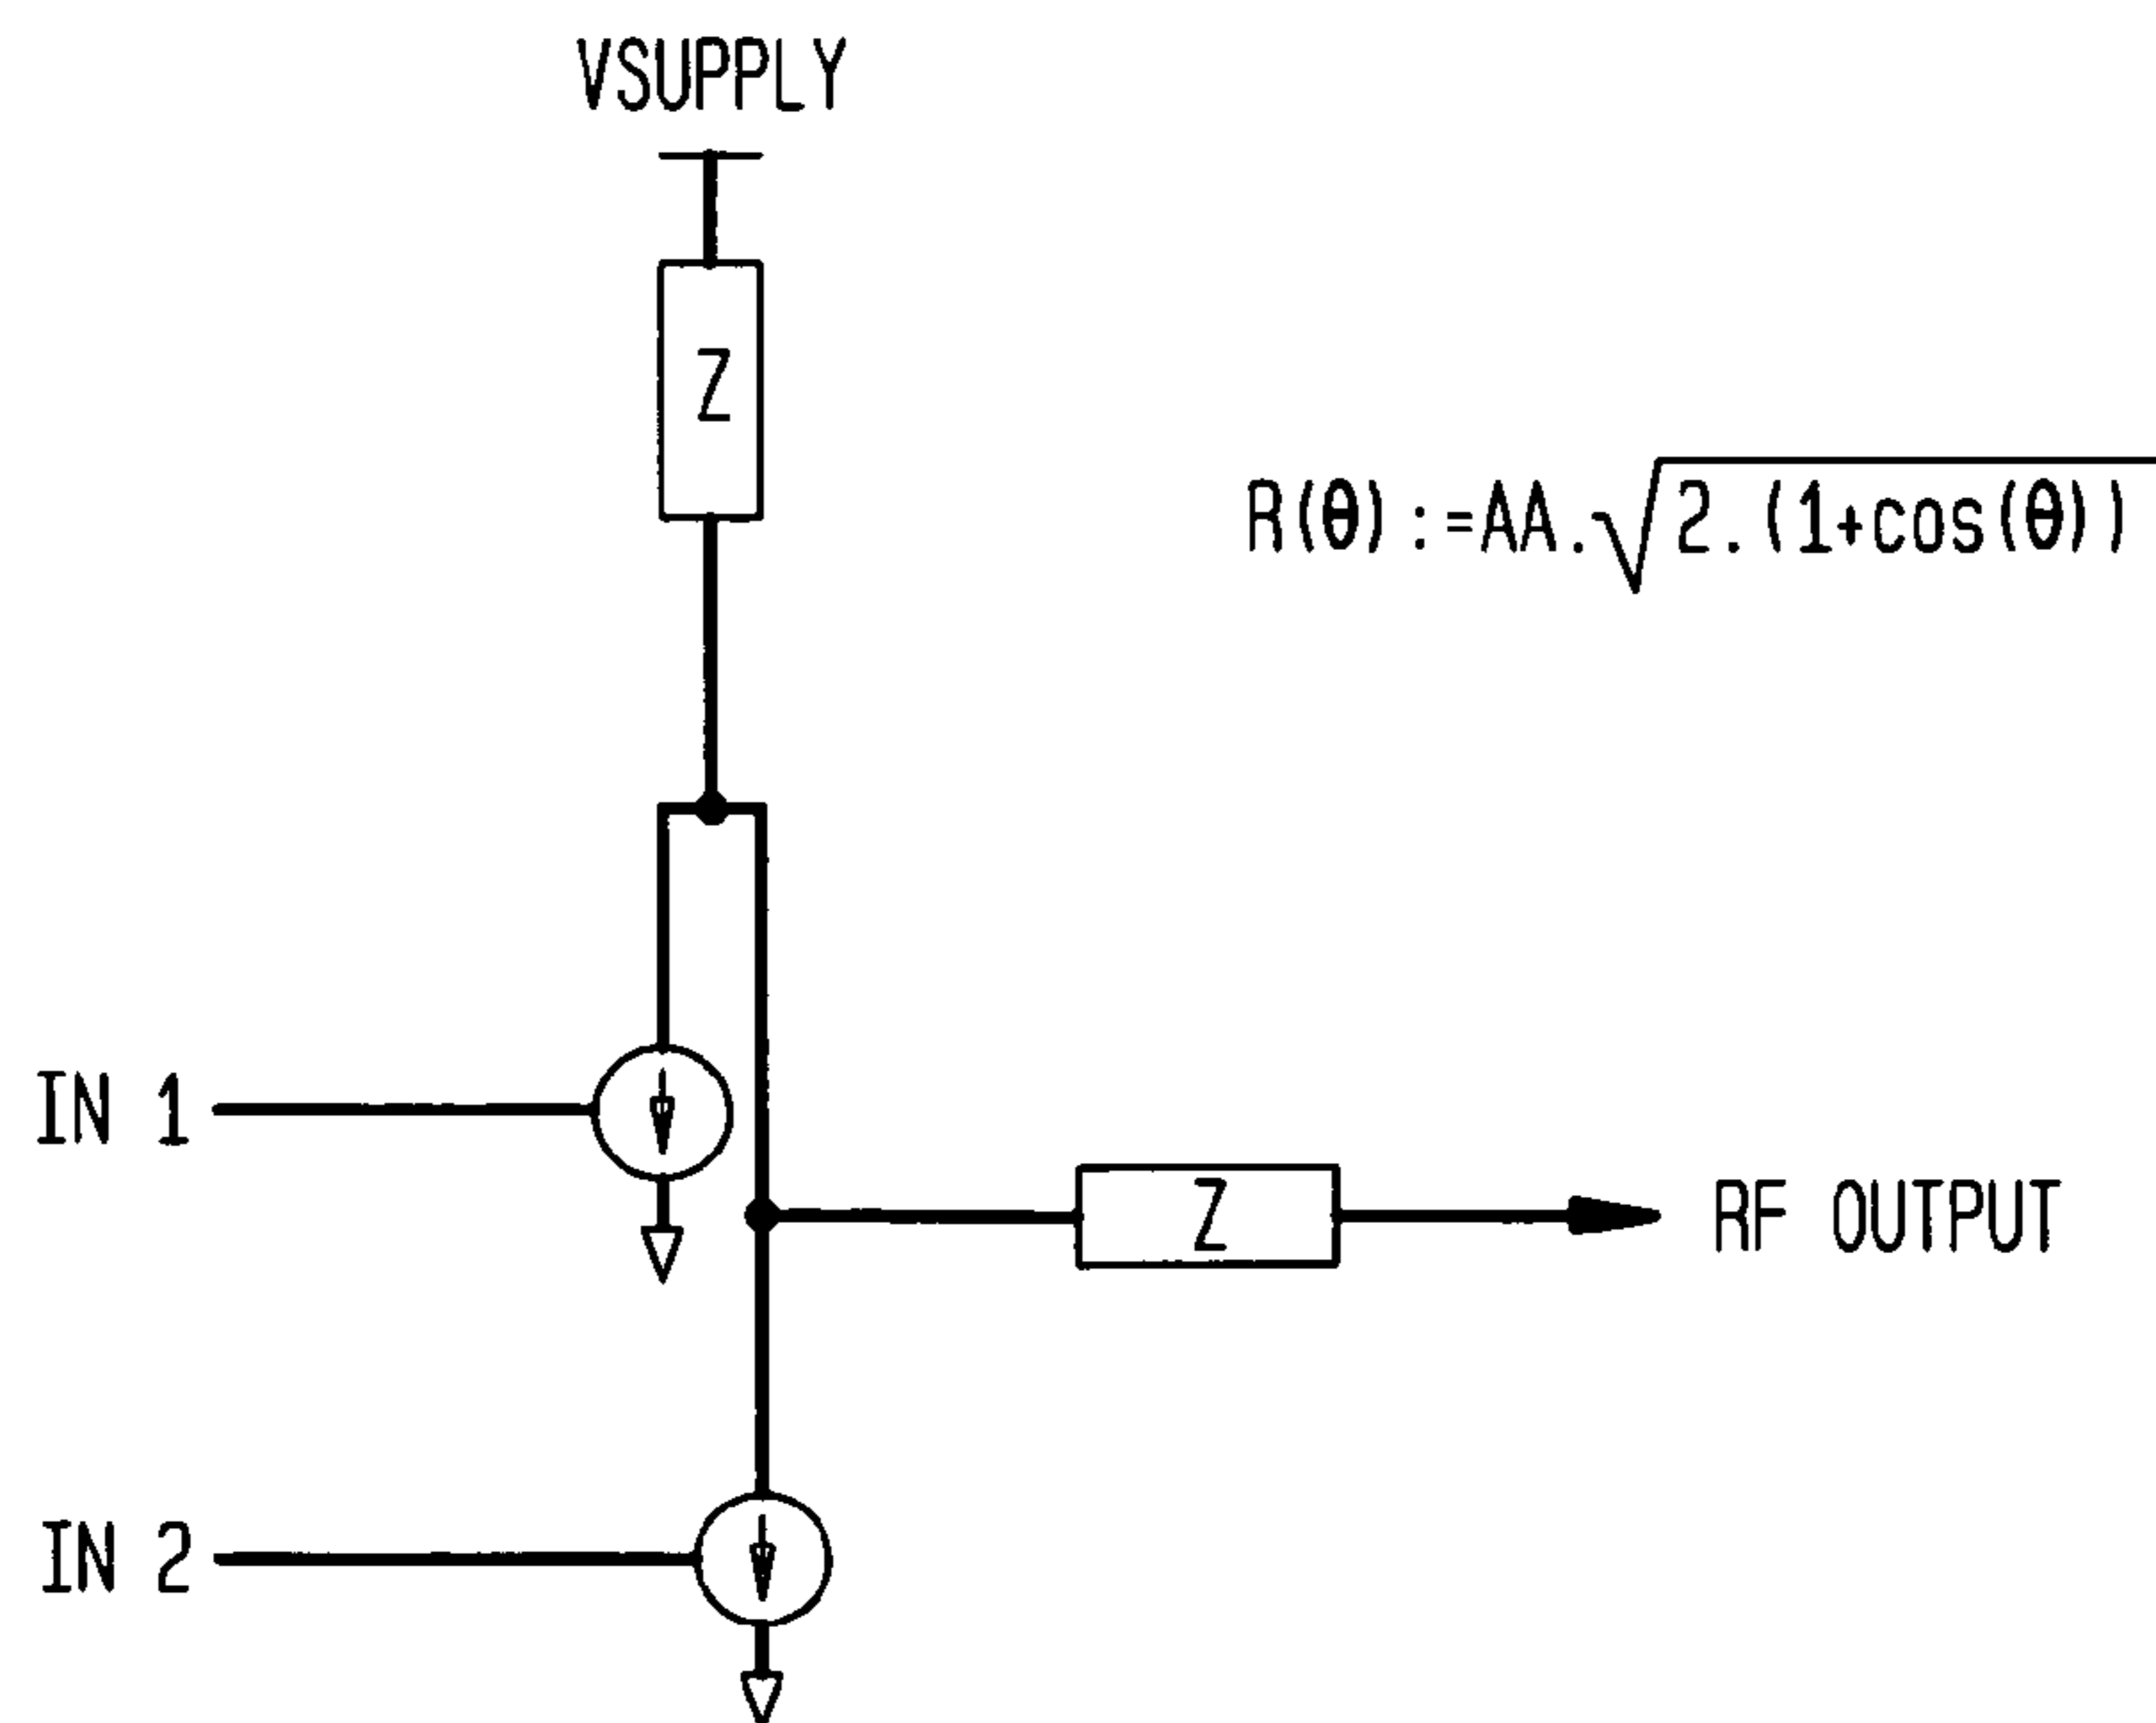 VSUPPLY
Z
R(θ):=AA.√2.(1+cos(θ))
IN 1
Z
RF OUTPUT
IN 2